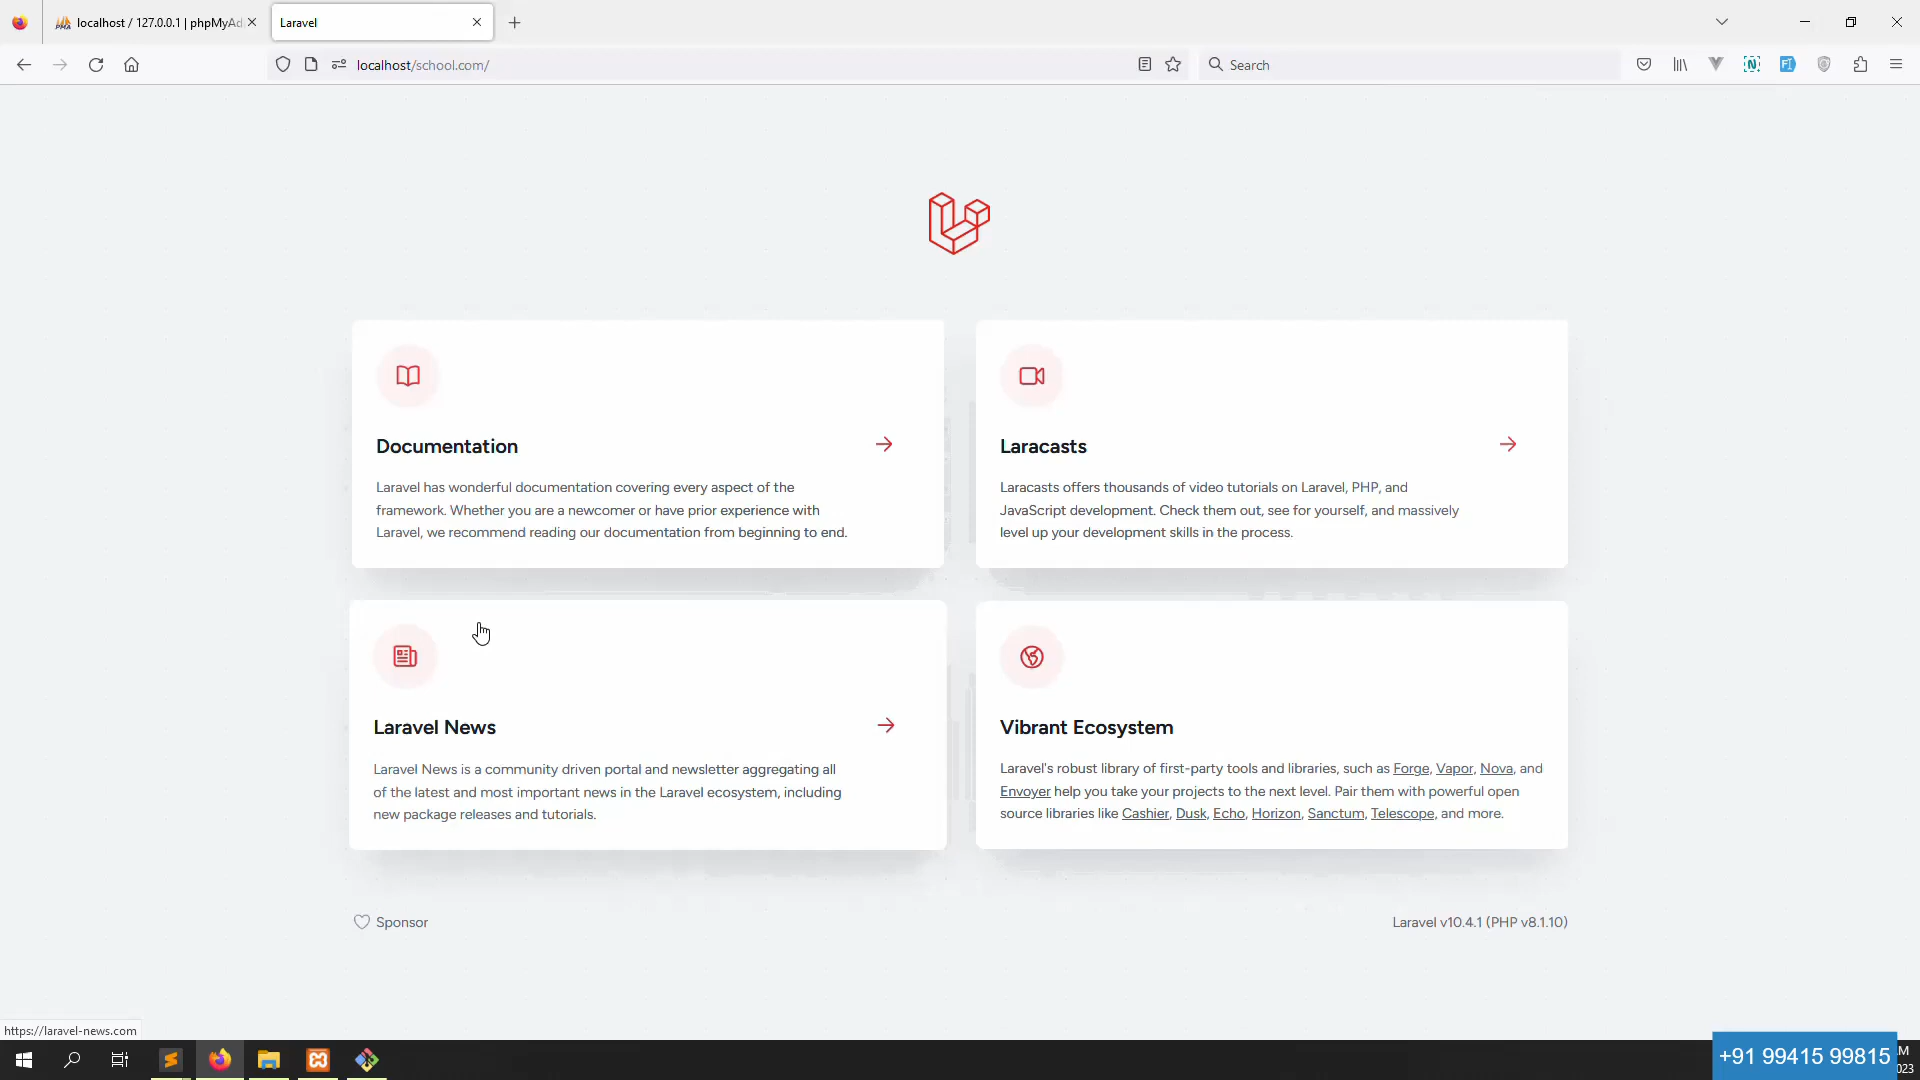 localhost / 127.0.0.1 | phpMyAd
Laravel
localhost/school.com/
Search
Documentation
Laravel has wonderful documentation covering every aspect of the
framework. Whether you are a newcomer or have prior experience with
Laravel, we recommend reading our documentation from beginning to end.
Laracasts
Laracasts offers thousands of video tutorials on Laravel, PHP, and
JavaScript development. Check them out, see for yourself, and massively
level up your development skills in the process.
Laravel News
Laravel News is a community driven portal and newsletter aggregating all
of the latest and most important news in the Laravel ecosystem, including
new package releases and tutorials.
Vibrant Ecosystem
Laravel's robust library of first-party tools and libraries, such as Forge, Vapor, Nova, and
Envoyer help you take your projects to the next level. Pair them with powerful open
source libraries like Cashier, Dusk, Echo, Horizon, Sanctum, Telescope, and more.
Sponsor
Laravel v10.4.1 (PHP v8.1.10)
https://laravel-news.com
+91 99415 99815